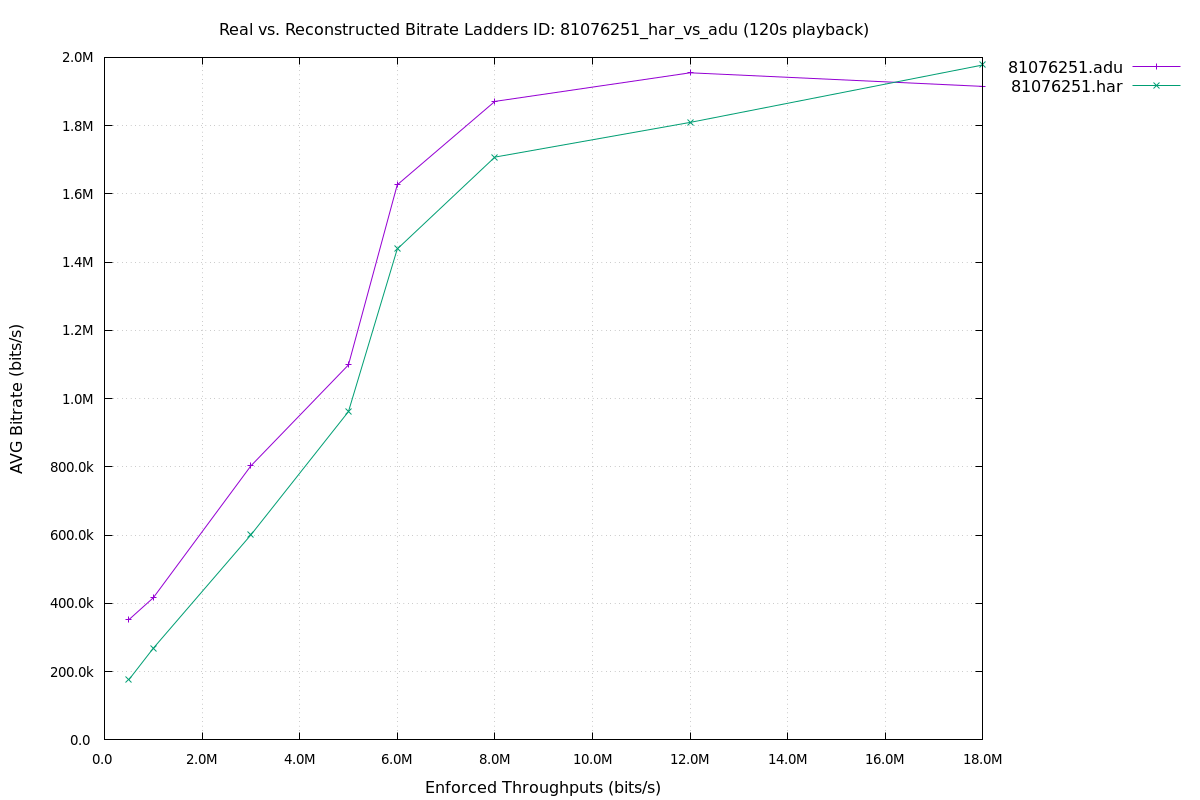 Real vs. Reconstructed Bitrate Ladders ID: 81076251_har_vs_adu (120s playback)
81076251.adu
81076251.har
2.0M
1.8M
1.6M
1.4M
1.2M
1.0M
800.0k
600.0k
400.0k
200.0k
0.0
AVG Bitrate (bits/s)
0.0 2.0M 4.0M 6.0M 8.0M 10.0M 12.0M 14.0M 16.0M 18.0M
Enforced Throughputs (bits/s)